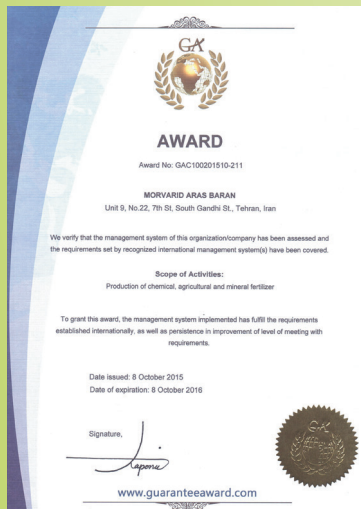 GA
AWARD
Award No: GAC100201510-211
MORVARID ARAS BARAN
Unit 9, No.22, 7th St, South Gandhi St., Tehran, Iran
We verify that the management system of this organization/company has been assessed and
the requirements set by recognized international management system(s) have been covered.
Scope of Activities:
Production of chemical, agricultural and mineral fertilizer
To grant this award, the management system implemented has fulfill the requirements
established internationally, as well as persistence in improvement of level of meeting with
requirements.
Date issued: 8 October 2015
Date of expiration: 8 October 2016
Signature,
GA
www.guaranteeaward.com